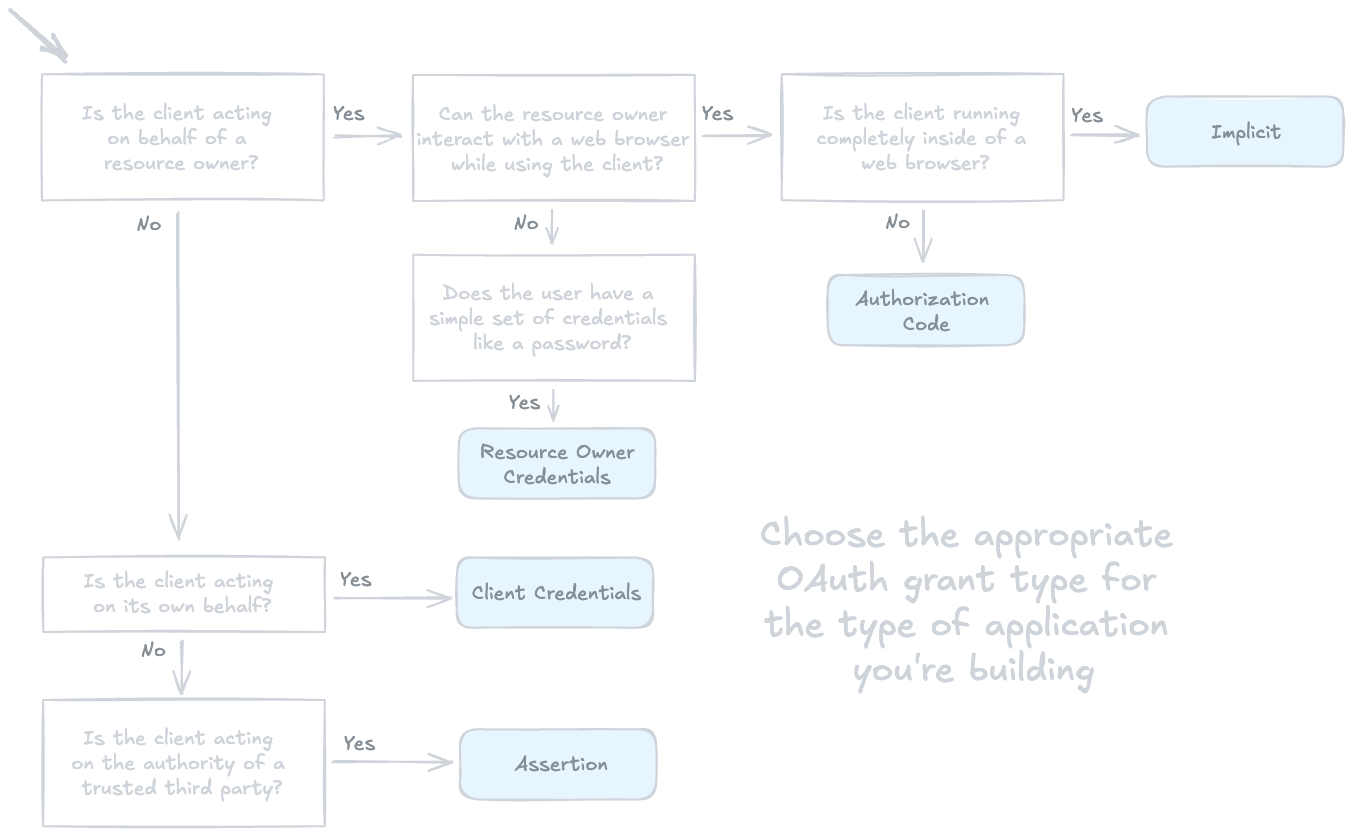 Is the client acting
on behalf of a
resource owner?
Yes
Can the resource owner
interact with a web browser
while using the client?
Yes
Is the client running
completely inside of a
web browser?
Yes
Implicit
No
No
No
Does the user have a
simple set of credentials
like a password?
Authorization
Code
Yes
Resource Owner
Credentials
Choose the appropriate
OAuth grant type for
the type of application
you're building
Is the client acting
on its own behalf?
Yes
Client Credentials
No
Is the client acting
on the authority of a
trusted third party?
Yes
Assertion